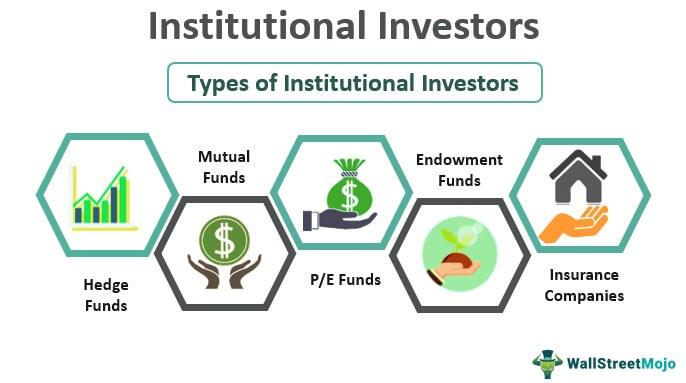 Institutional Investors
Types of Institutional Investors
Mutual
Funds
Endowment
Funds
Hedge
Funds
P/E Funds
Insurance
Companies
$
$
WallStreetMojo